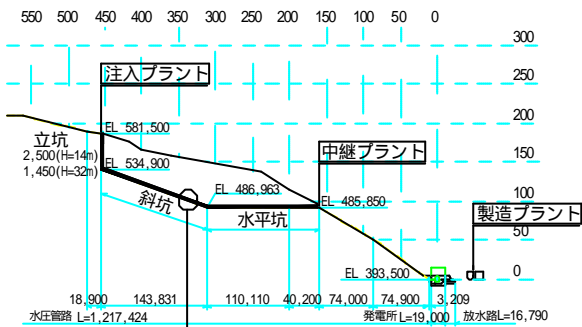 550 500 450 400 350 300 250 200 150 100 50 0
300
250
200
150
100
50
0
注入プラント
EL 581,500
立坑
2,500(H=14m)
1,450(H=32m)
EL 534,900
中継プラント
EL 486,963
EL 485,850
斜坑
水平坑
製造プラント
EL 393,500
18,900 143,831 110,110 40,200 74,000 74,900 3,209
水圧管路 L=1,217,424 発電所L=19,000 放水路L=16,790